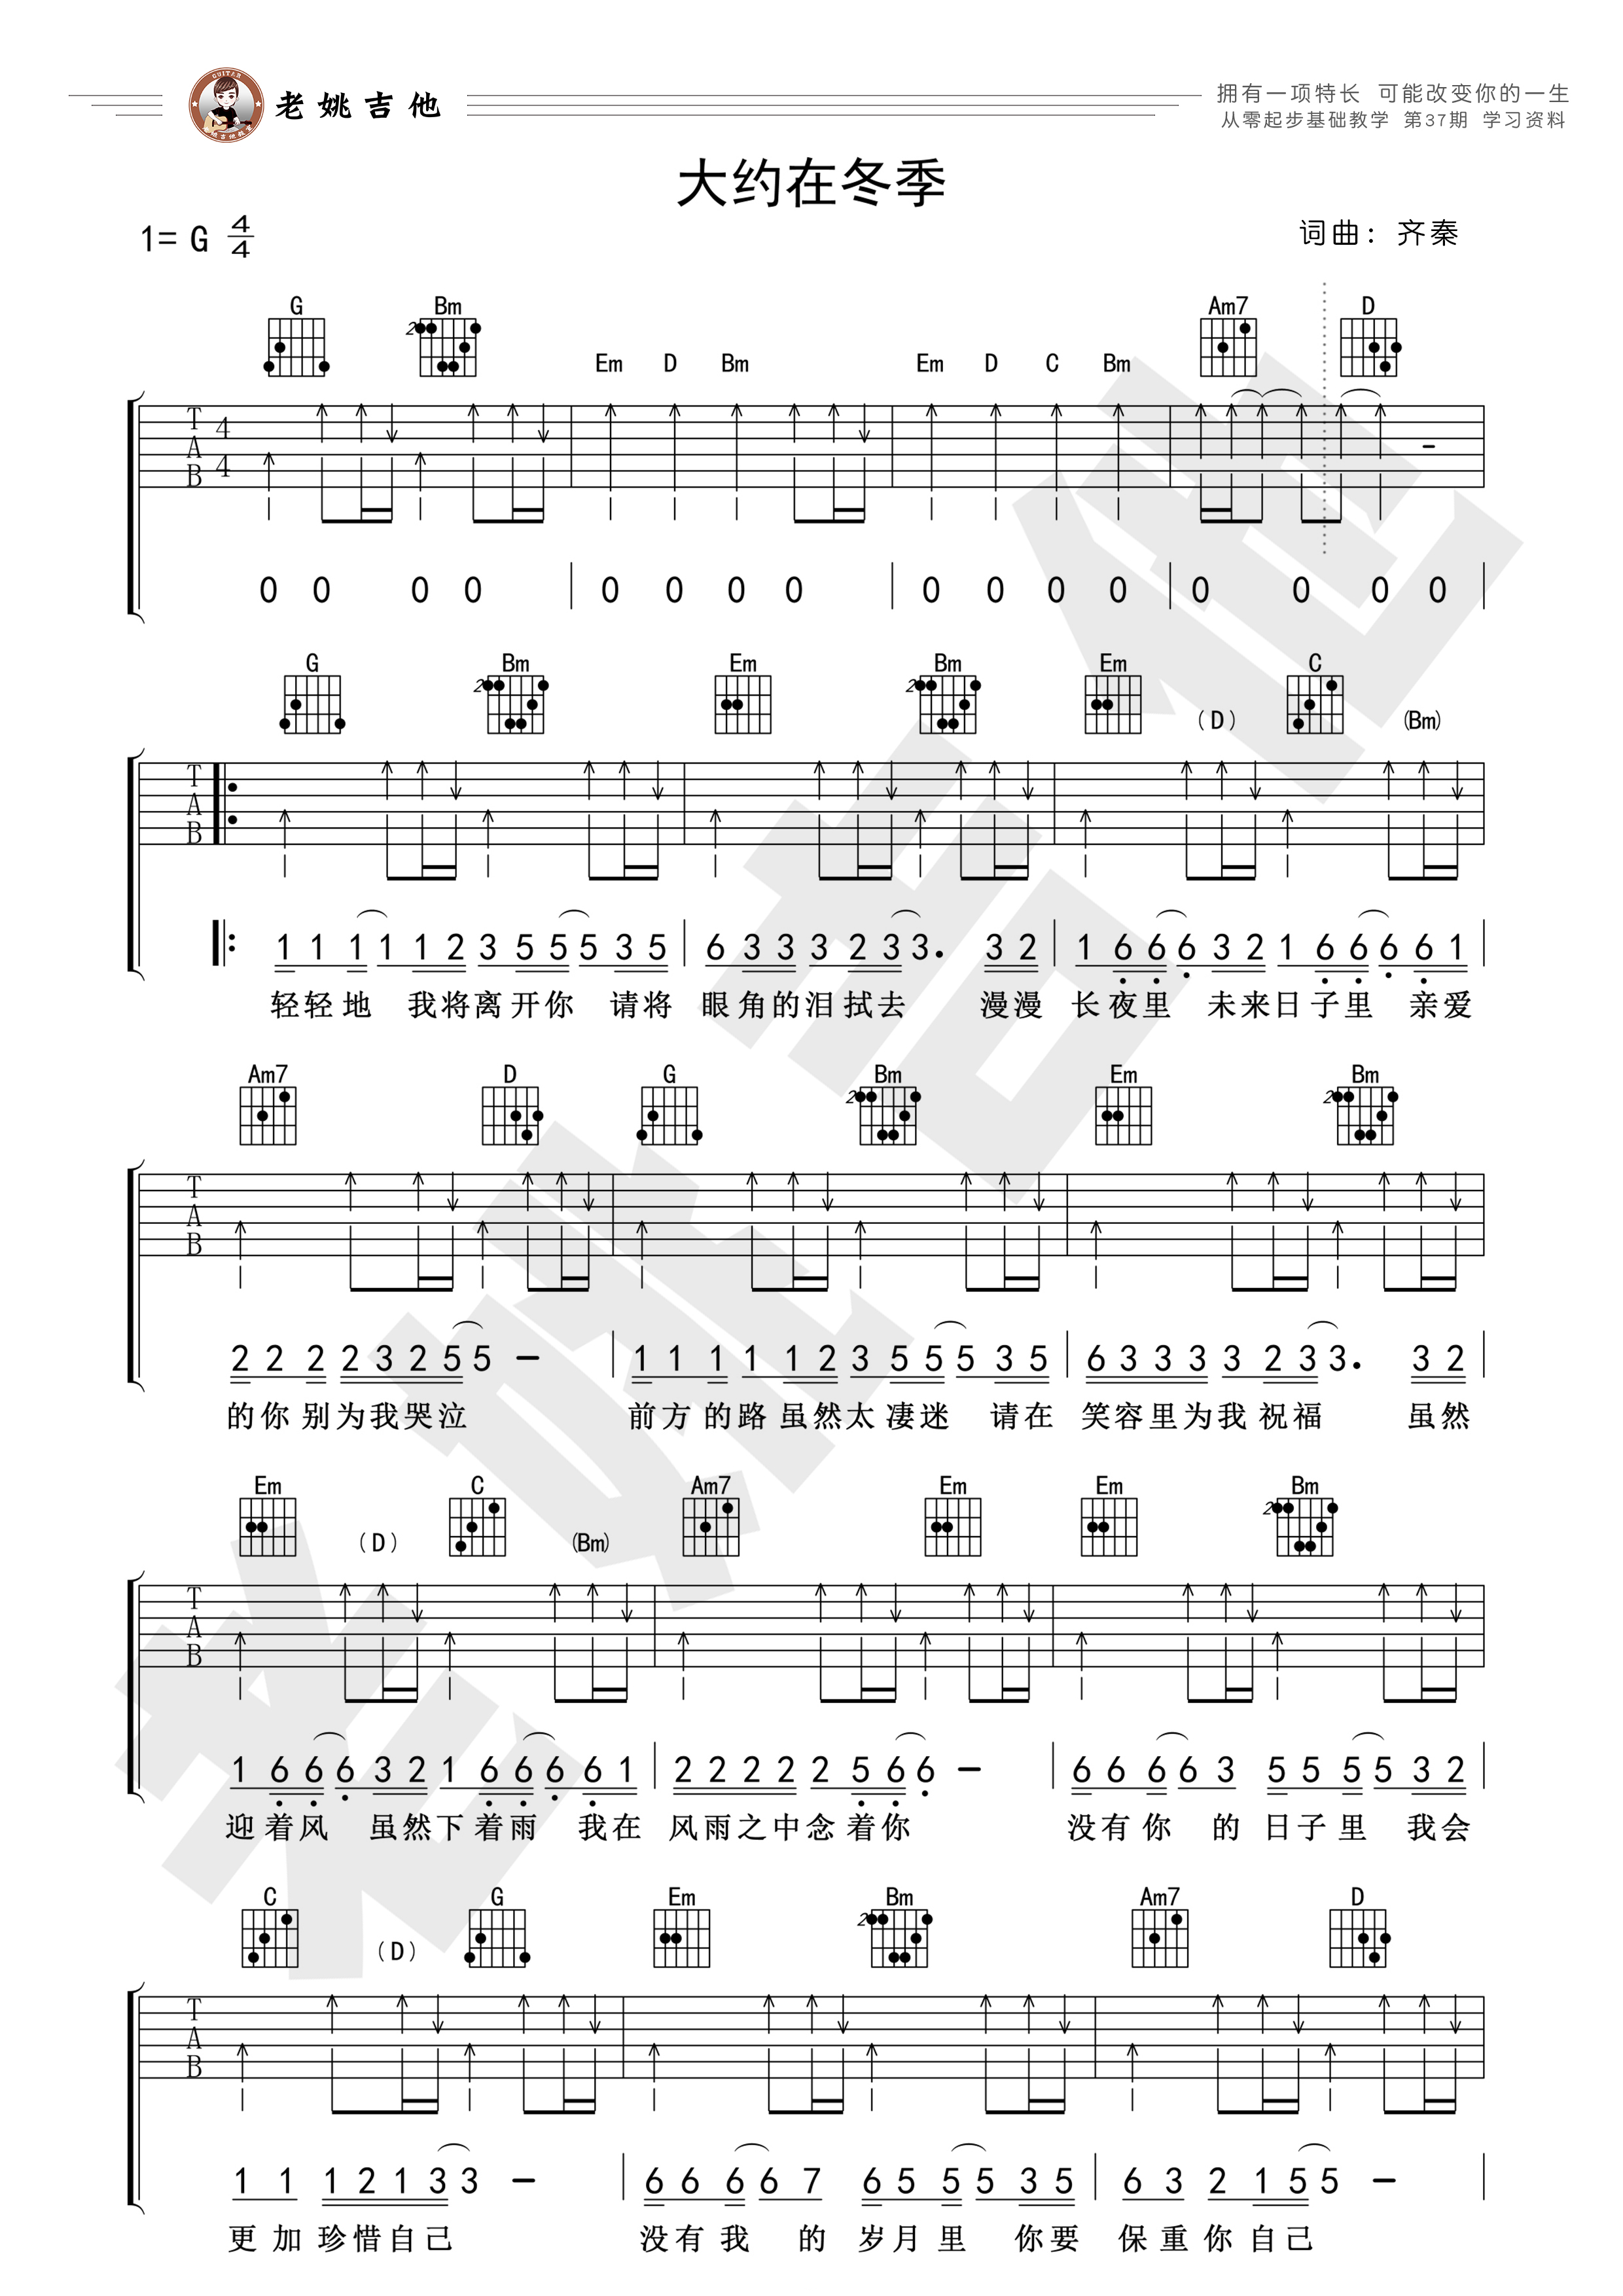 老姚吉他
拥有一项特长 可能改变你的一生
从零起步基础教学 第37期 学习资料
大约在冬季
1= G 4/4
词曲: 齐秦
G Bm Em D Bm Em D C Bm Am7 D
T A B 4 4
0 0 0 0 | 0 0 0 0 | 0 0 0 0 | 0 0 0 0
G Bm Em Bm Em (D) C (Bm)
T A B
1 1 1 1 1 2 3 5 5 5 3 5 | 6 3 3 3 2 3 3. 3 2 | 1 6 6 6 3 2 1 6 6 6 6 1
轻轻地 我将离开你 请将 眼角的泪拭去 漫漫 长夜里 未来日子里 亲爱
Am7 D G Bm Em Bm
T A B
2 2 2 2 3 2 5 5 - | 1 1 1 1 1 2 3 5 5 5 3 5 | 6 3 3 3 3 2 3 3. 3 2
的你 别为我哭泣 前方的路虽然太凄迷 请在 笑容里为我祝福 虽然
Em (D) C (Bm) Am7 Em Em Bm
T A B
1 6 6 6 3 2 1 6 6 6 6 1 | 2 2 2 2 2 5 6 6 - | 6 6 6 6 3 5 5 5 5 3 2
迎着风 虽然下着雨 我在 风雨之中念着你 没有你 的日子里 我会
C (D) G Em Bm Am7 D
T A B
1 1 1 2 1 3 3 - | 6 6 6 6 7 6 5 5 5 3 5 | 6 3 2 1 5 5 -
更加珍惜自己 没有我 的岁月里 你要 保重你自己